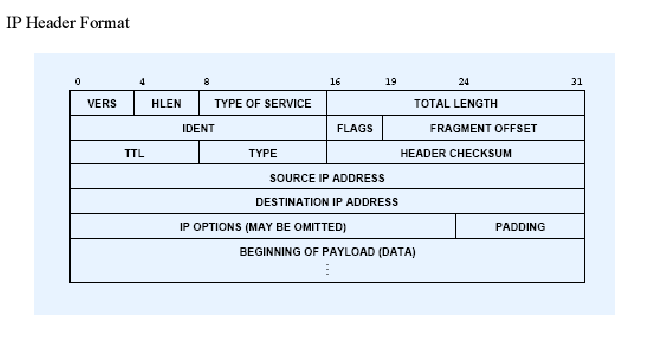 IP Header Format
0 4 8 16 19 24 31
VERS HLEN TYPE OF SERVICE TOTAL LENGTH
IDENT FLAGS FRAGMENT OFFSET
TTL TYPE HEADER CHECKSUM
SOURCE IP ADDRESS
DESTINATION IP ADDRESS
IP OPTIONS (MAY BE OMITTED) PADDING
BEGINNING OF PAYLOAD (DATA)
⋮